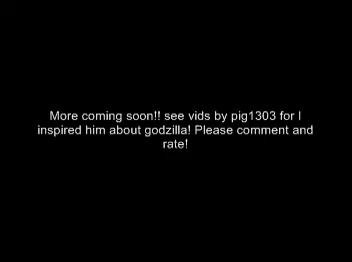 More coming soon!! see vids by pig1303 for I
inspired him about godzilla! Please comment and
rate!